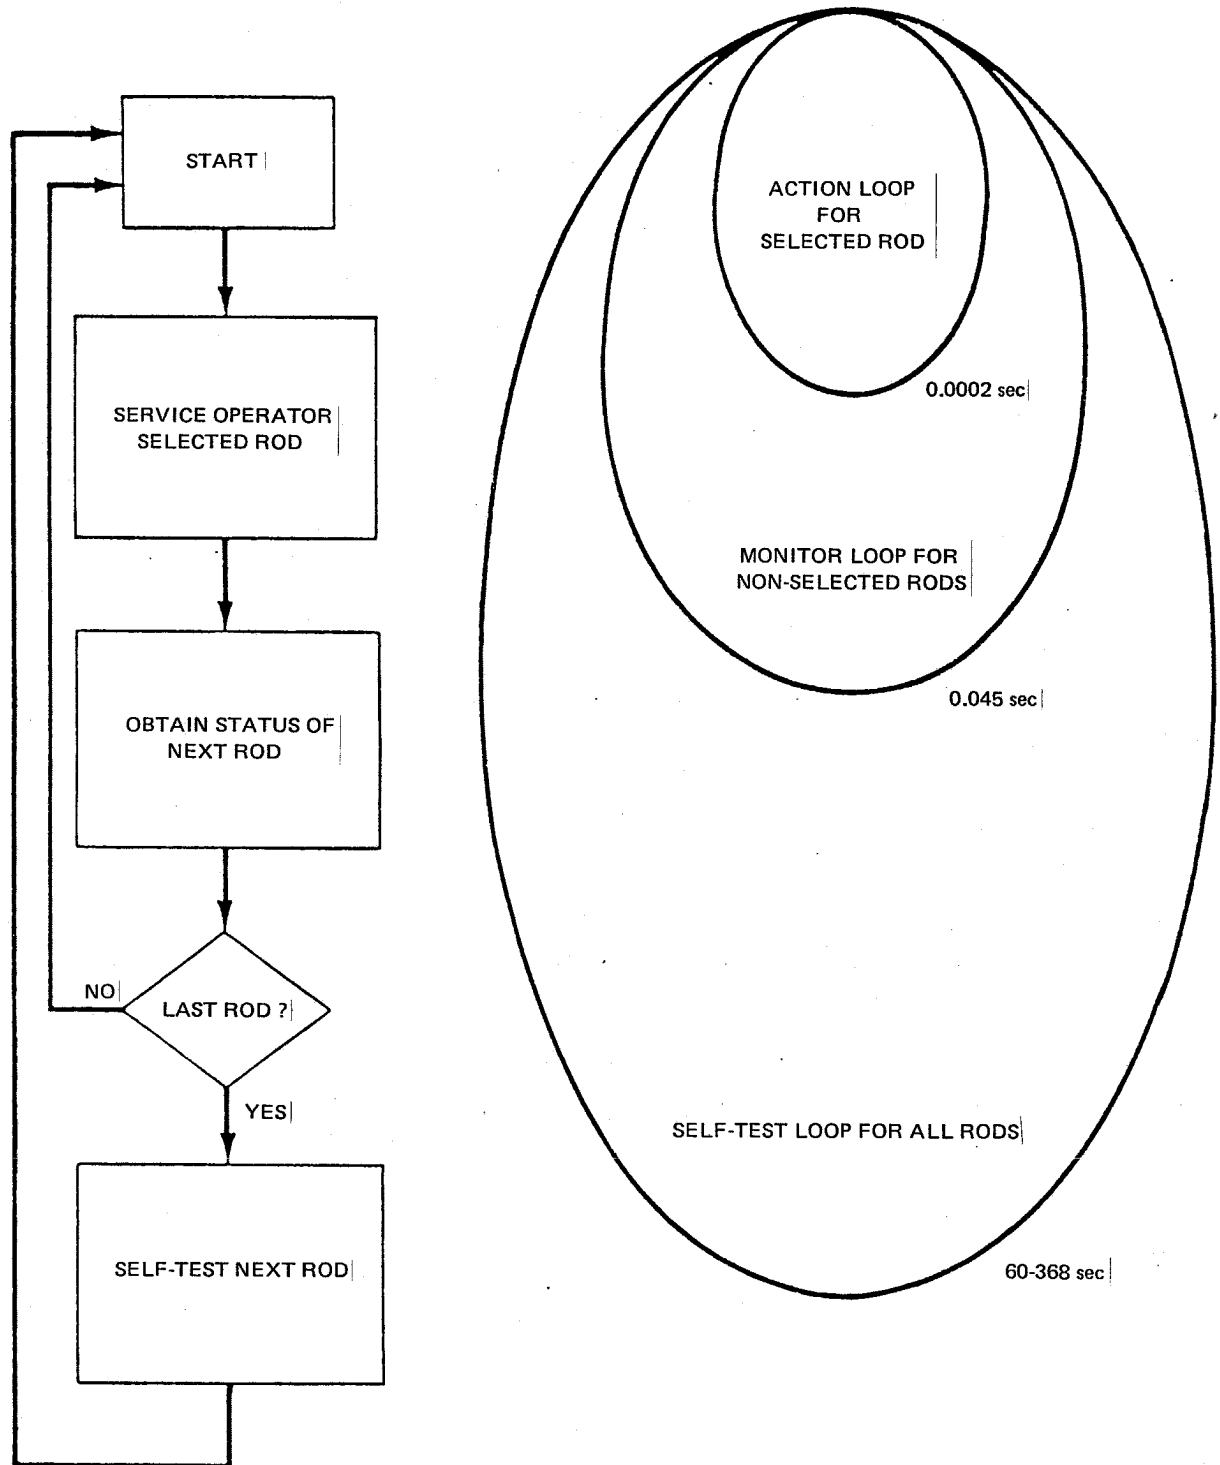 START
SERVICE OPERATOR
SELECTED ROD
OBTAIN STATUS OF
NEXT ROD
NO
LAST ROD ?
YES
SELF-TEST NEXT ROD
ACTION LOOP
FOR
SELECTED ROD
0.0002 sec
MONITOR LOOP FOR
NON-SELECTED RODS
0.045 sec
SELF-TEST LOOP FOR ALL RODS
60-368 sec